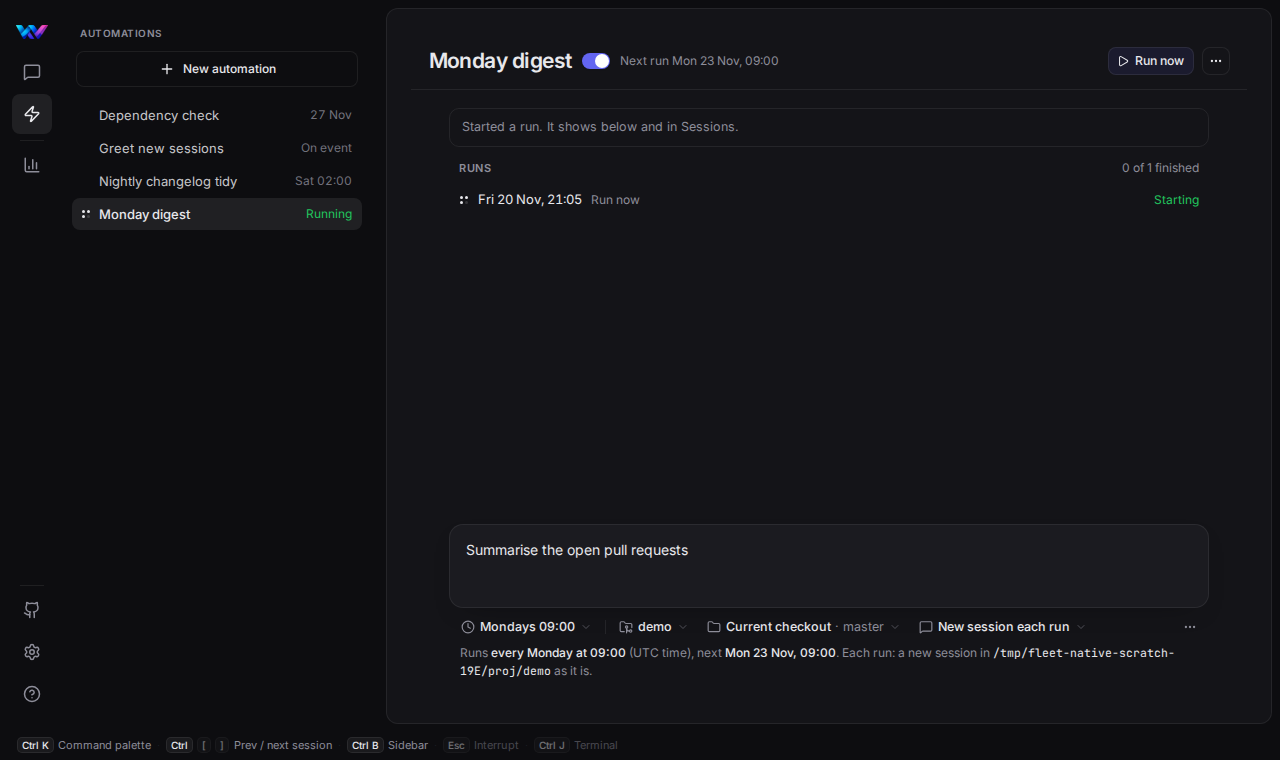 AUTOMATIONS
New automation
Dependency check 27 Nov
Greet new sessions On event
Nightly changelog tidy Sat 02:00
Monday digest Running
Monday digest Next run Mon 23 Nov, 09:00 Run now
Started a run. It shows below and in Sessions.
RUNS 0 of 1 finished
Fri 20 Nov, 21:05 Run now Starting
Summarise the open pull requests
Mondays 09:00 demo Current checkout · master New session each run
Runs every Monday at 09:00 (UTC time), next Mon 23 Nov, 09:00. Each run: a new session in /tmp/fleet-native-scratch-
19E/proj/demo as it is.
Ctrl K Command palette Ctrl [ ] Prev / next session Ctrl B Sidebar Esc Interrupt Ctrl J Terminal